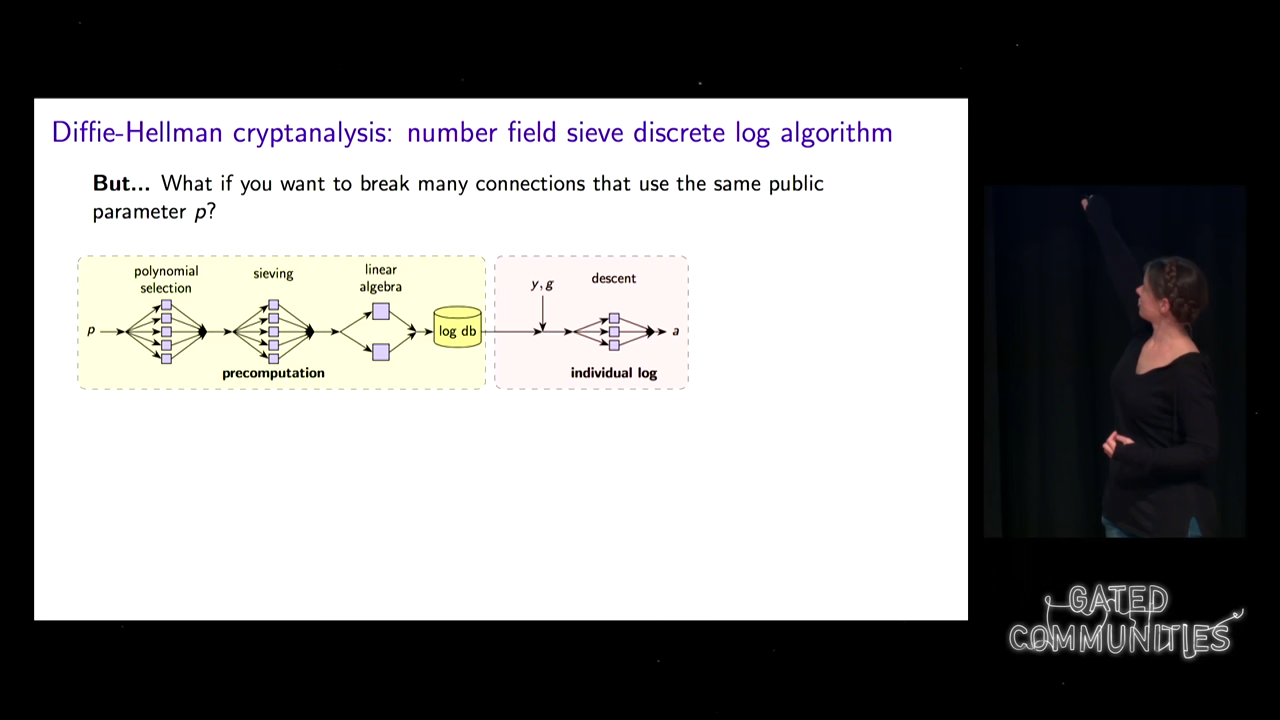 Diffie-Hellman cryptanalysis: number field sieve discrete log algorithm
But... What if you want to break many connections that use the same public
parameter p?
polynomial
selection
sieving
linear
algebra
p
log db
precomputation
y, g
descent
a
individual log
GATED
COMMUNITIES